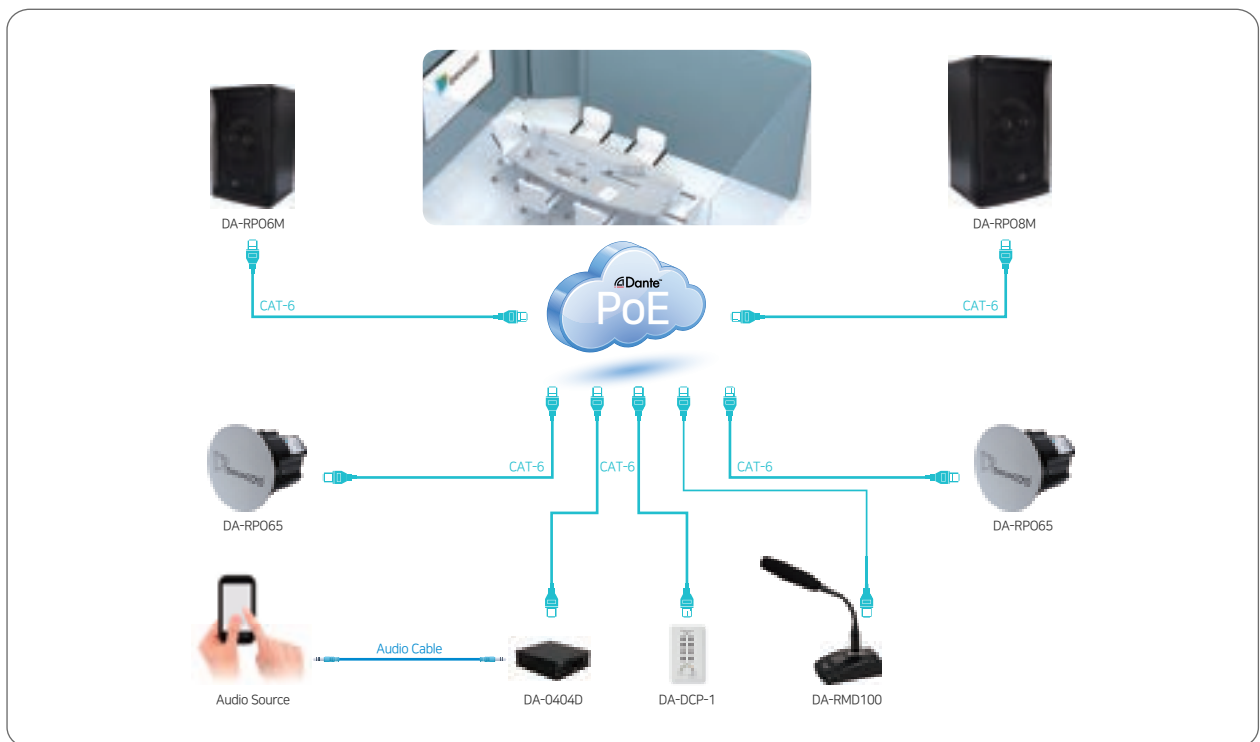 DA-RPO6M
DA-RPO8M
Dante™
PoE
CAT-6
CAT-6
CAT-6
CAT-6
CAT-6
DA-RPO65
DA-RPO65
Audio Cable
Audio Source
DA-0404D
DA-DCP-1
DA-RMD100